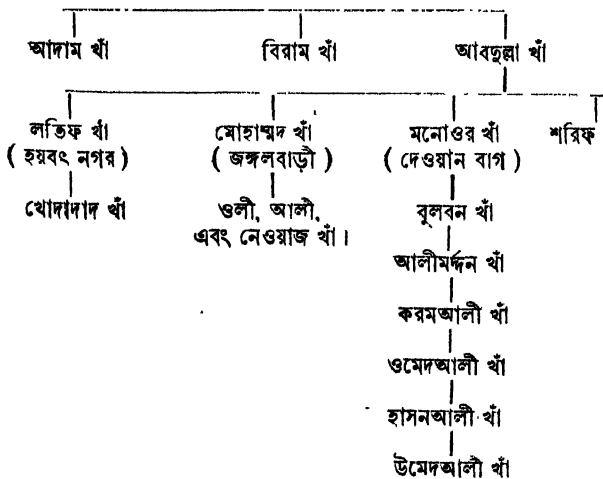 আদাম খাঁ বিরাম খাঁ আবদুল্লা খাঁ
লতিফ খাঁ মোহাম্মদ খাঁ মনোওর খাঁ শরিফ
( হয়বৎ নগর ) ( জঙ্গলবাড়ী ) ( দেওয়ান বাগ )
খোদাদাদ খাঁ ওলী, আলী, বুলবন খাঁ
এবং নেওয়াজ খাঁ।
আলীমর্দ্দন খাঁ
করমআলী খাঁ
ওমেদআলী খাঁ
হাসনআলী খাঁ
উমেদআলী খাঁ